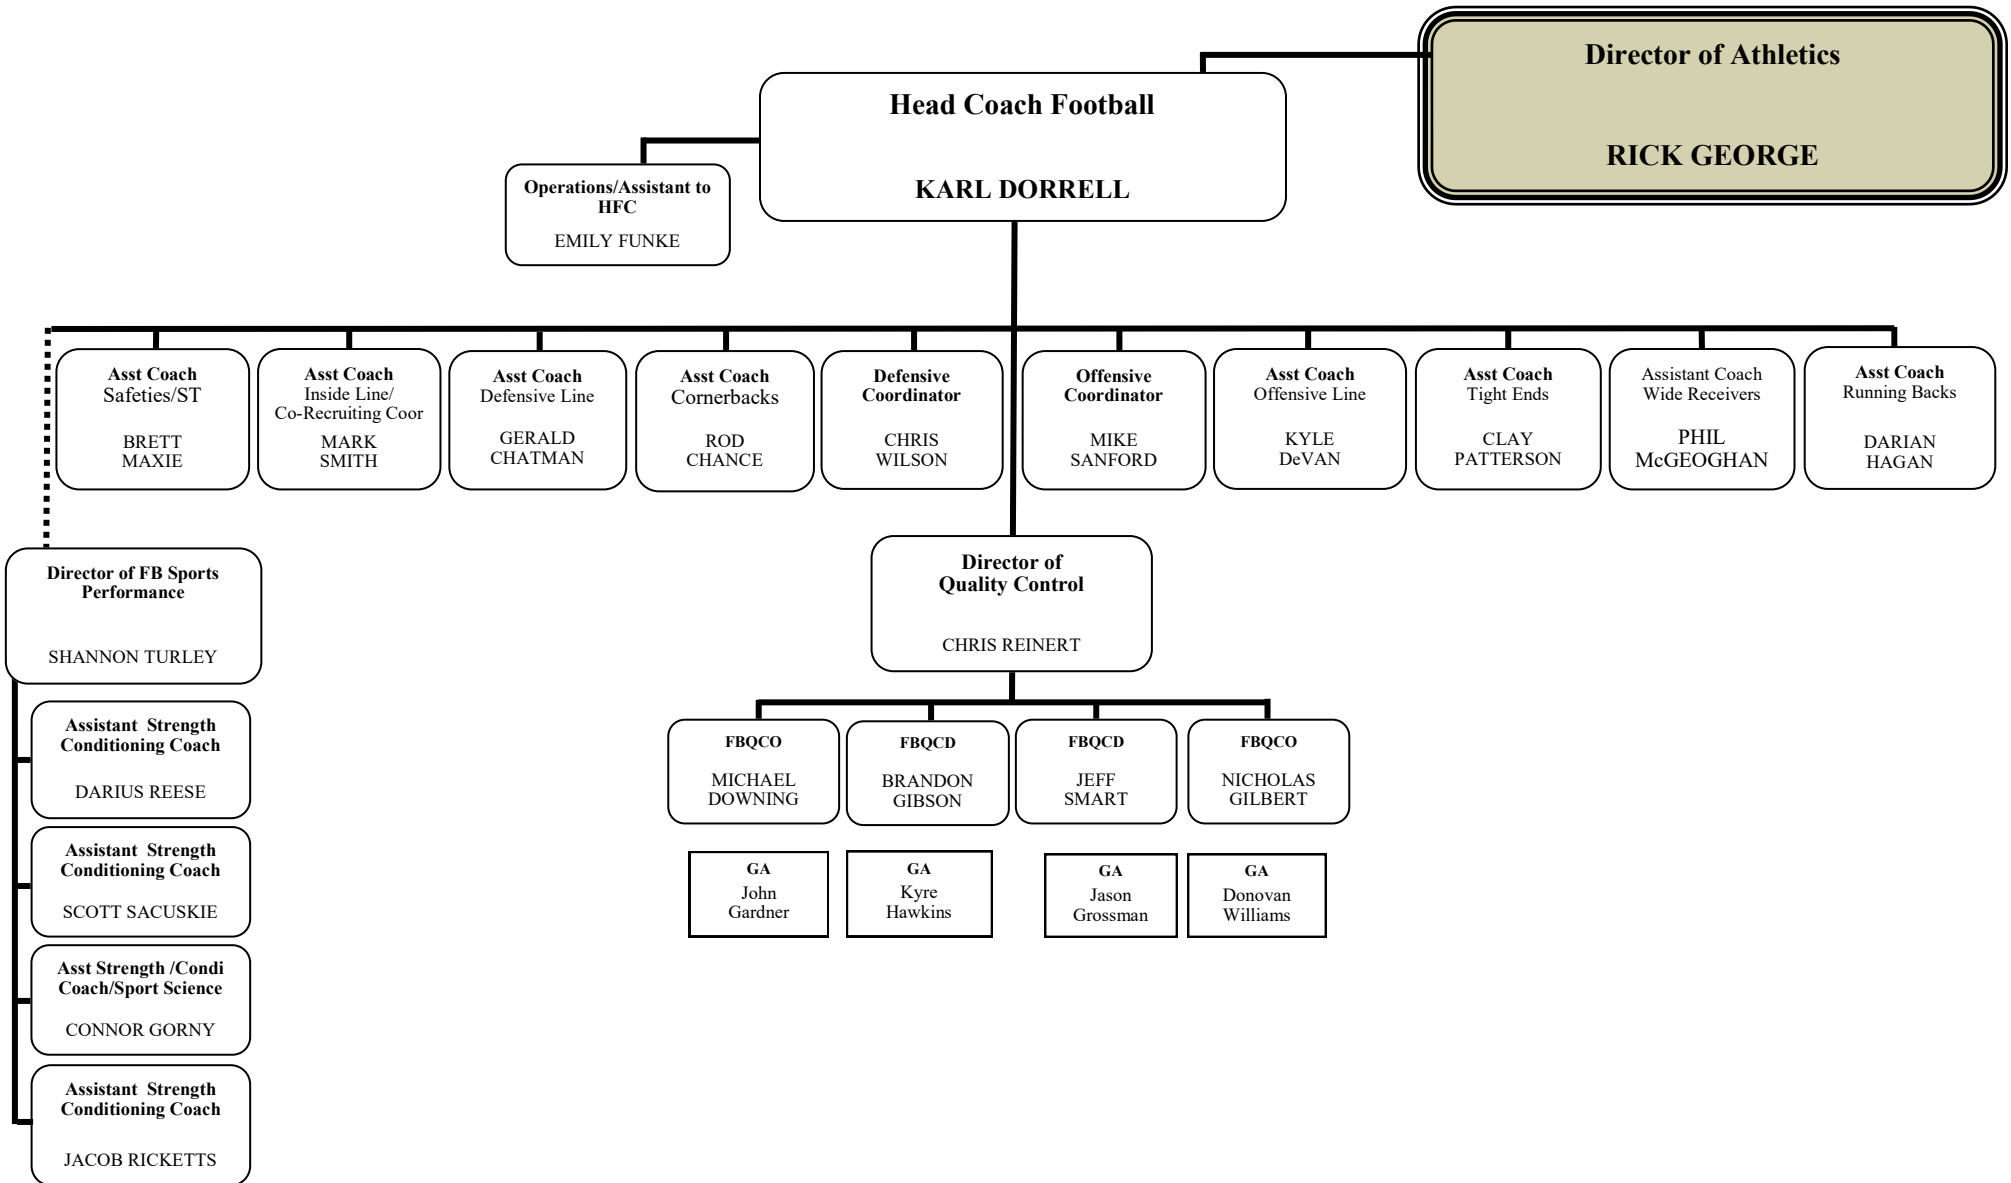 Director of Athletics
RICK GEORGE
Head Coach Football
KARL DORRELL
Operations/Assistant to
HFC
EMILY FUNKE
Asst Coach
Safeties/ST
BRETT
MAXIE
Asst Coach
Inside Line/
Co-Recruiting Coor
MARK
SMITH
Asst Coach
Defensive Line
GERALD
CHATMAN
Asst Coach
Cornerbacks
ROD
CHANCE
Defensive
Coordinator
CHRIS
WILSON
Offensive
Coordinator
MIKE
SANFORD
Asst Coach
Offensive Line
KYLE
DeVAN
Asst Coach
Tight Ends
CLAY
PATTERSON
Assistant Coach
Wide Receivers
PHIL
McGEOGHAN
Asst Coach
Running Backs
DARIAN
HAGAN
Director of FB Sports
Performance
SHANNON TURLEY
Assistant  Strength
Conditioning Coach
DARIUS REESE
Assistant  Strength
Conditioning Coach
SCOTT SACUSKIE
Asst Strength /Condi
Coach/Sport Science
CONNOR GORNY
Assistant  Strength
Conditioning Coach
JACOB RICKETTS
Director of
Quality Control
CHRIS REINERT
FBQCO
MICHAEL
DOWNING
FBQCD
BRANDON
GIBSON
FBQCD
JEFF
SMART
FBQCO
NICHOLAS
GILBERT
GA
John
Gardner
GA
Kyre
Hawkins
GA
Jason
Grossman
GA
Donovan
Williams